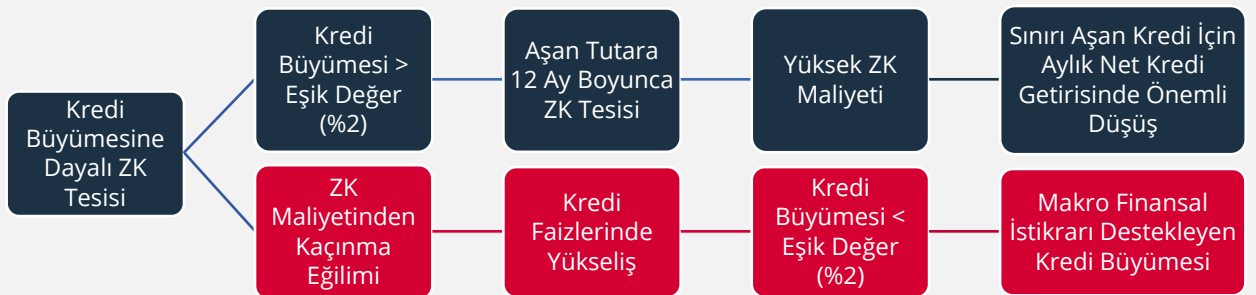 Kredi
Büyümesine
Dayalı ZK
Tesisi
Kredi
Büyümesi >
Eşik Değer
(%2)
Aşan Tutara
12 Ay Boyunca
ZK Tesisi
Yüksek ZK
Maliyeti
Sınırı Aşan Kredi İçin
Aylık Net Kredi
Getirisinde Önemli
Düşüş
ZK
Maliyetinden
Kaçınma
Eğilimi
Kredi
Faizlerinde
Yükseliş
Kredi
Büyümesi <
Eşik Değer
(%2)
Makro Finansal
İstikrarı Destekleyen
Kredi Büyümesi